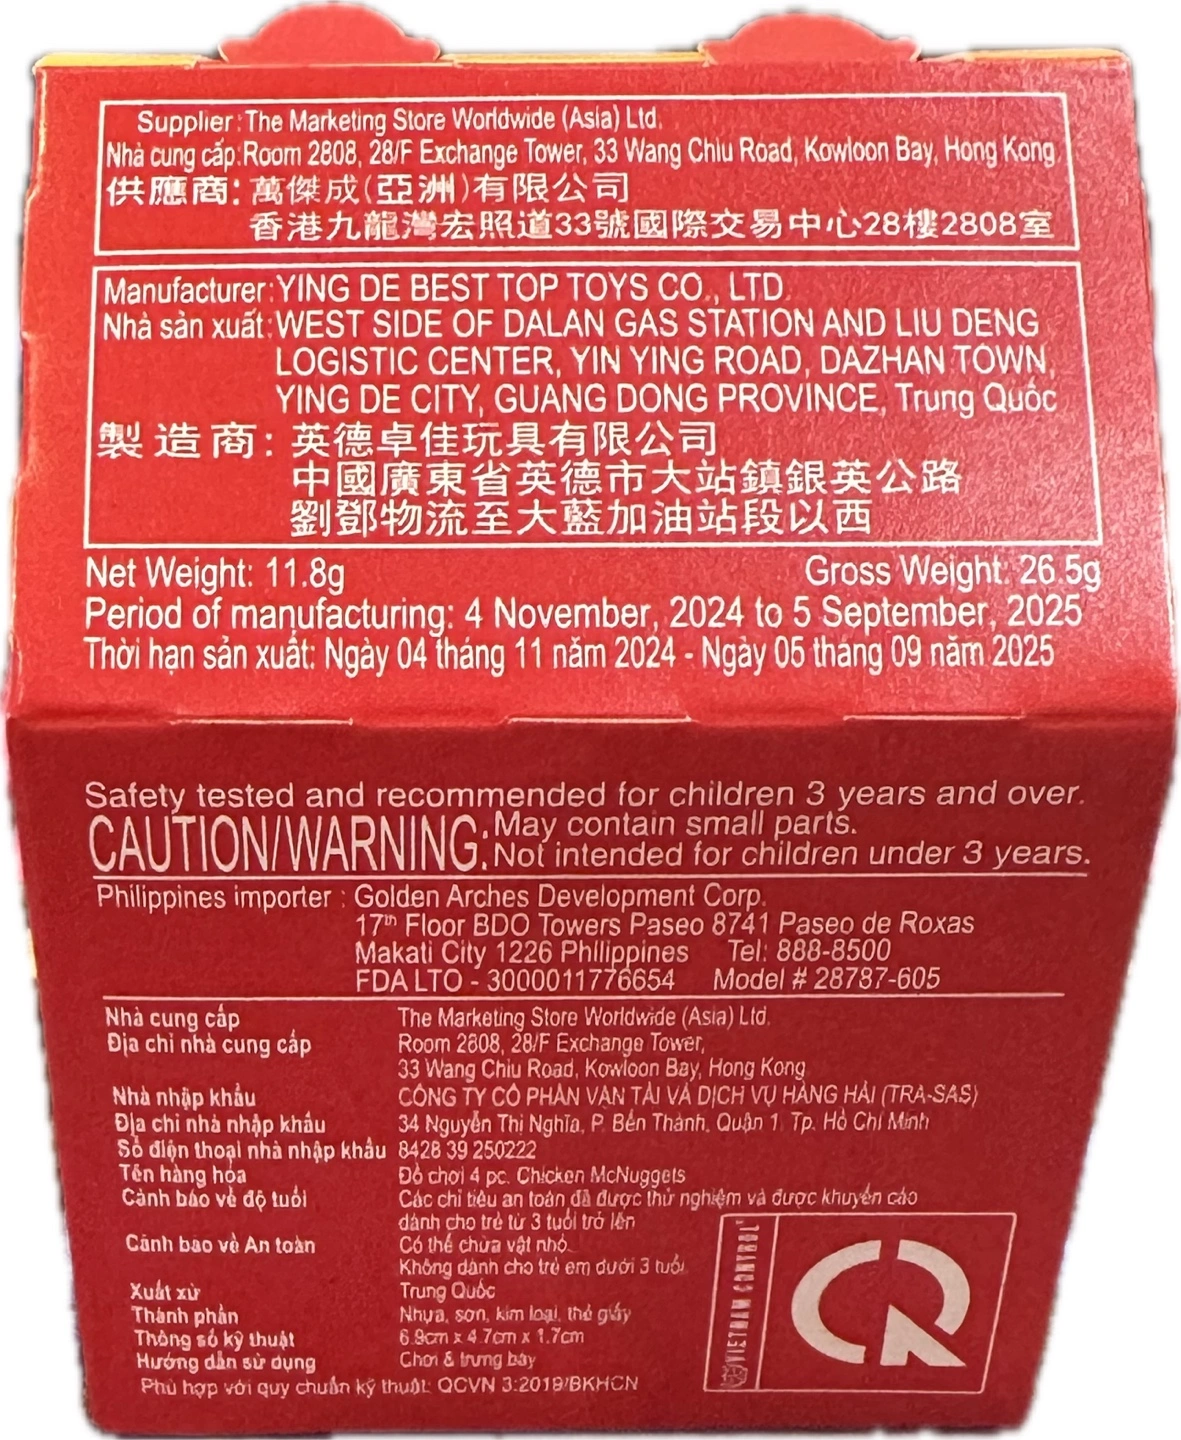 Supplier : The Marketing Store Worldwide (Asia) Ltd.
Nhà cung cấp: Room 2808, 28/F Exchange Tower, 33 Wang Chiu Road, Kowloon Bay, Hong Kong
供應商: 萬傑成(亞洲)有限公司
香港九龍灣宏照道33號國際交易中心28樓2808室
Manufacturer: YING DE BEST TOP TOYS CO., LTD.
Nhà sản xuất: WEST SIDE OF DALAN GAS STATION AND LIU DENG
LOGISTIC CENTER, YIN YING ROAD, DAZHAN TOWN,
YING DE CITY, GUANG DONG PROVINCE, Trung Quốc
製造商: 英德卓佳玩具有限公司
中國廣東省英德市大站鎮銀英公路
劉鄧物流至大藍加油站段以西
Net Weight: 11.8g Gross Weight: 26.5g
Period of manufacturing: 4 November, 2024 to 5 September, 2025
Thời hạn sản xuất: Ngày 04 tháng 11 năm 2024 - Ngày 05 tháng 09 năm 2025
Safety tested and recommended for children 3 years and over.
CAUTION/WARNING: May contain small parts.
Not intended for children under 3 years.
Philippines importer : Golden Arches Development Corp.
17th Floor BDO Towers Paseo 8741 Paseo de Roxas
Makati City 1226 Philippines Tel: 888-8500
FDA LTO - 3000011776654 Model # 28787-605
Nhà cung cấp The Marketing Store Worldwide (Asia) Ltd.
Địa chỉ nhà cung cấp Room 2808, 28/F Exchange Tower,
33 Wang Chiu Road, Kowloon Bay, Hong Kong
Nhà nhập khẩu CÔNG TY CỔ PHẦN VẬN TẢI VÀ DỊCH VỤ HÀNG HẢI (TRA-SAS)
Địa chỉ nhà nhập khẩu 34 Nguyễn Thị Nghĩa, P. Bến Thành, Quận 1, Tp. Hồ Chí Minh
Số điện thoại nhà nhập khẩu 8428 39 250222
Tên hàng hóa Đồ chơi 4 pc. Chicken McNuggets
Cảnh báo về độ tuổi Các chỉ tiêu an toàn đã được thử nghiệm và được khuyến cáo
dành cho trẻ từ 3 tuổi trở lên
Cảnh báo về An toàn Có thể chứa vật nhỏ.
Không dành cho trẻ em dưới 3 tuổi
Xuất xứ Trung Quốc
Thành phần Nhựa, sơn, kim loại, thẻ giấy
Thông số kỹ thuật 6.9cm x 4.7cm x 1.7cm
Hướng dẫn sử dụng Chơi & trưng bày
Phù hợp với quy chuẩn kỹ thuật: QCVN 3:2019/BKHCN
VIETNAM CONTROL
CR